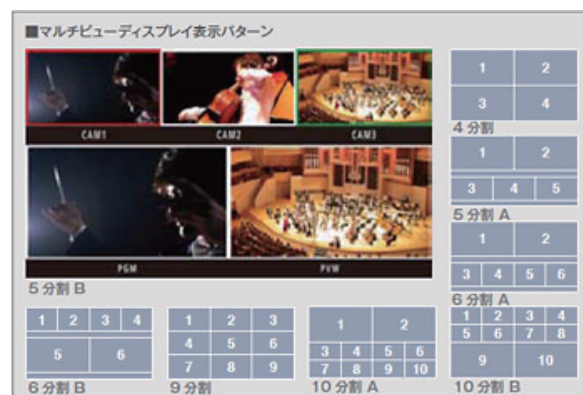 ■マルチビューディスプレイ表示パターン
CAM1 CAM2 CAM3
PGM PVW
5分割 B
1 2
3 4
4分割
1 2
3 4 5
5分割 A
1 2
3 4 5 6
6分割 A
1 2 3 4
5 6
6分割 B
1 2 3
4 5 6
7 8 9
9分割
1 2
3 4 5 6
7 8 9 10
10分割 A
1 2 3 4
5 6 7 8
9 10
10分割 B